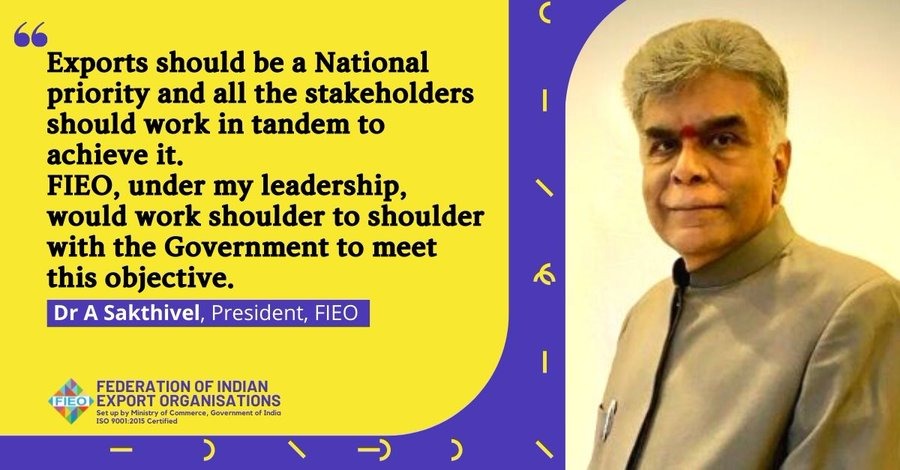 “
Exports should be a National
priority and all the stakeholders
should work in tandem to
achieve it.
FIEO, under my leadership,
would work shoulder to shoulder
with the Government to meet
this objective.
Dr A Sakthivel, President, FIEO
FIEO
FEDERATION OF INDIAN
EXPORT ORGANISATIONS
Set up by Ministry of Commerce, Government of India
ISO 9001:2015 Certified